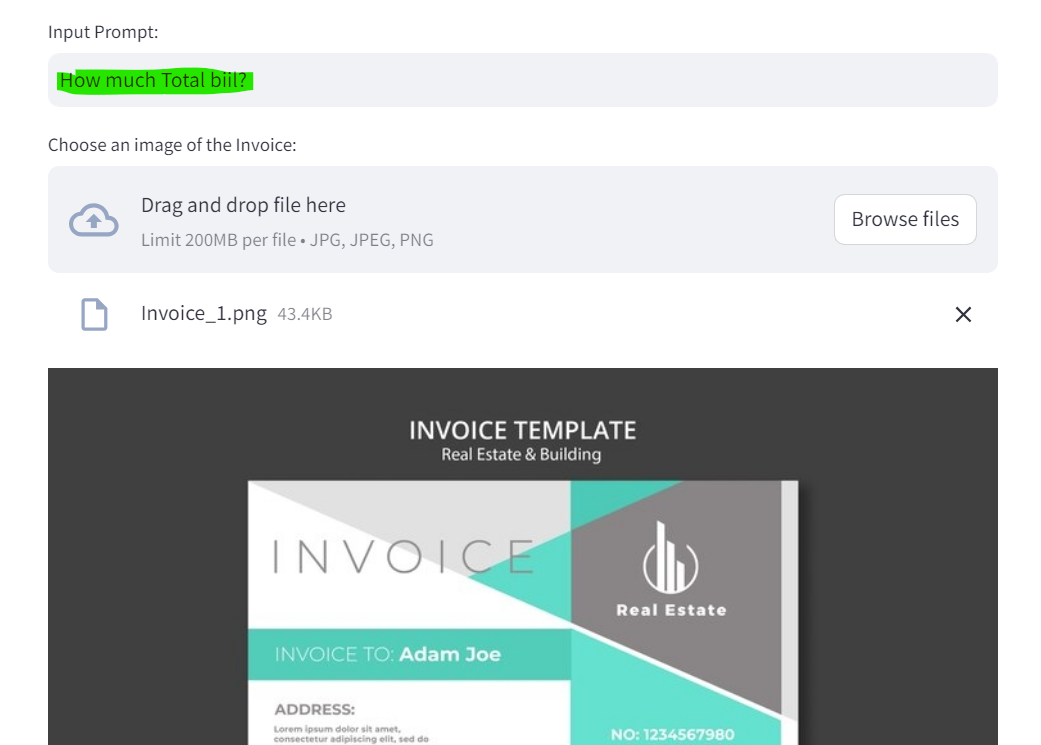 Input Prompt:
How much Total biil?
Choose an image of the Invoice:
Drag and drop file here
Limit 200MB per file • JPG, JPEG, PNG
Browse files
Invoice_1.png 43.4KB
INVOICE TEMPLATE
Real Estate & Building
INVOICE
Real Estate
INVOICE TO: Adam Joe
ADDRESS:
Lorem ipsum dolor sit amet,
consectetur adipiscing elit, sed do
NO: 1234567980